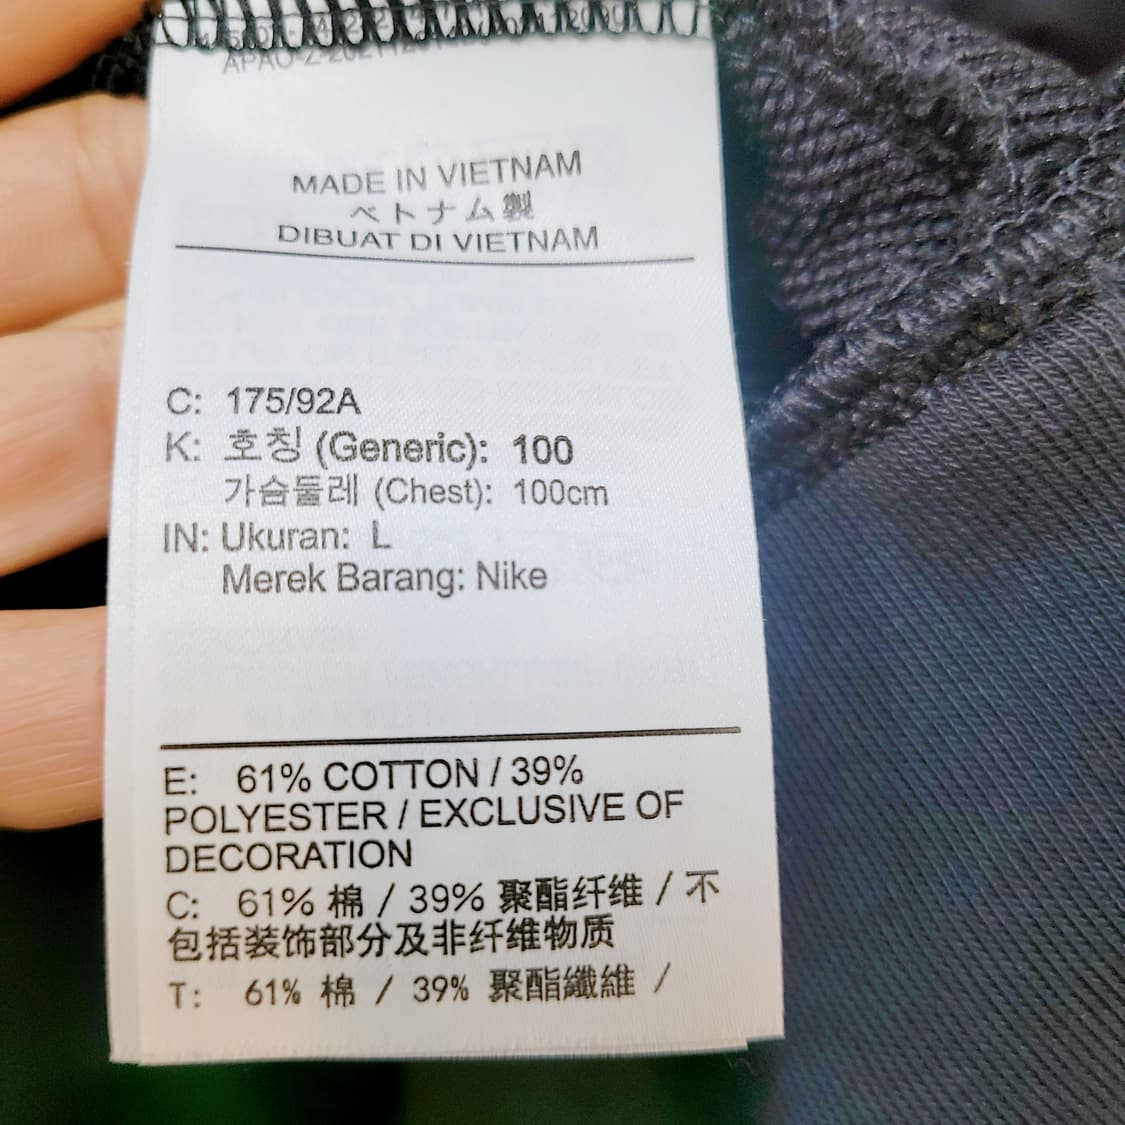 MADE IN VIETNAM
ベトナム製
DIBUAT DI VIETNAM
C: 175/92A
K: 호칭 (Generic): 100
가슴둘레 (Chest): 100cm
IN: Ukuran: L
Merek Barang: Nike
E: 61% COTTON / 39%
POLYESTER / EXCLUSIVE OF
DECORATION
C: 61% 棉 / 39% 聚酯纤维 / 不
包括装饰部分及非纤维物质
T: 61% 棉 / 39% 聚酯纖維 /